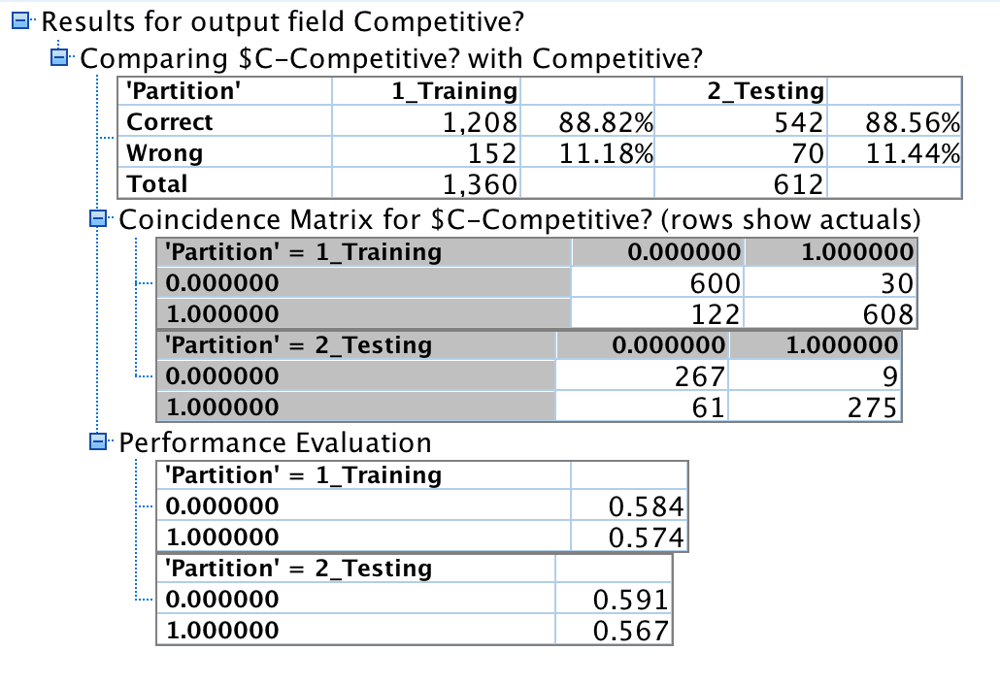 Results for output field Competitive?
Comparing $C-Competitive? with Competitive?
'Partition' 1_Training 2_Testing
Correct 1,208 88.82% 542 88.56%
Wrong 152 11.18% 70 11.44%
Total 1,360 612
Coincidence Matrix for $C-Competitive? (rows show actuals)
'Partition' = 1_Training 0.000000 1.000000
0.000000 600 30
1.000000 122 608
'Partition' = 2_Testing 0.000000 1.000000
0.000000 267 9
1.000000 61 275
Performance Evaluation
'Partition' = 1_Training
0.000000 0.584
1.000000 0.574
'Partition' = 2_Testing
0.000000 0.591
1.000000 0.567